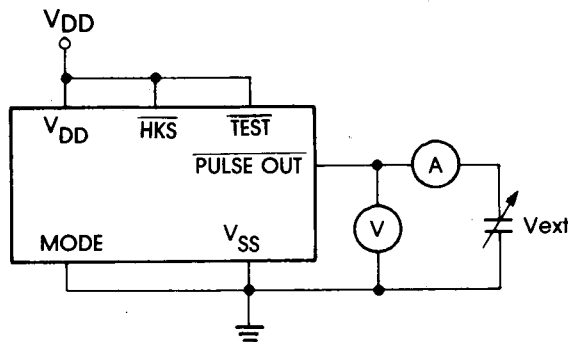 VDD
VDD
HKS
TEST
PULSE OUT
A
V
Vext
MODE
VSS